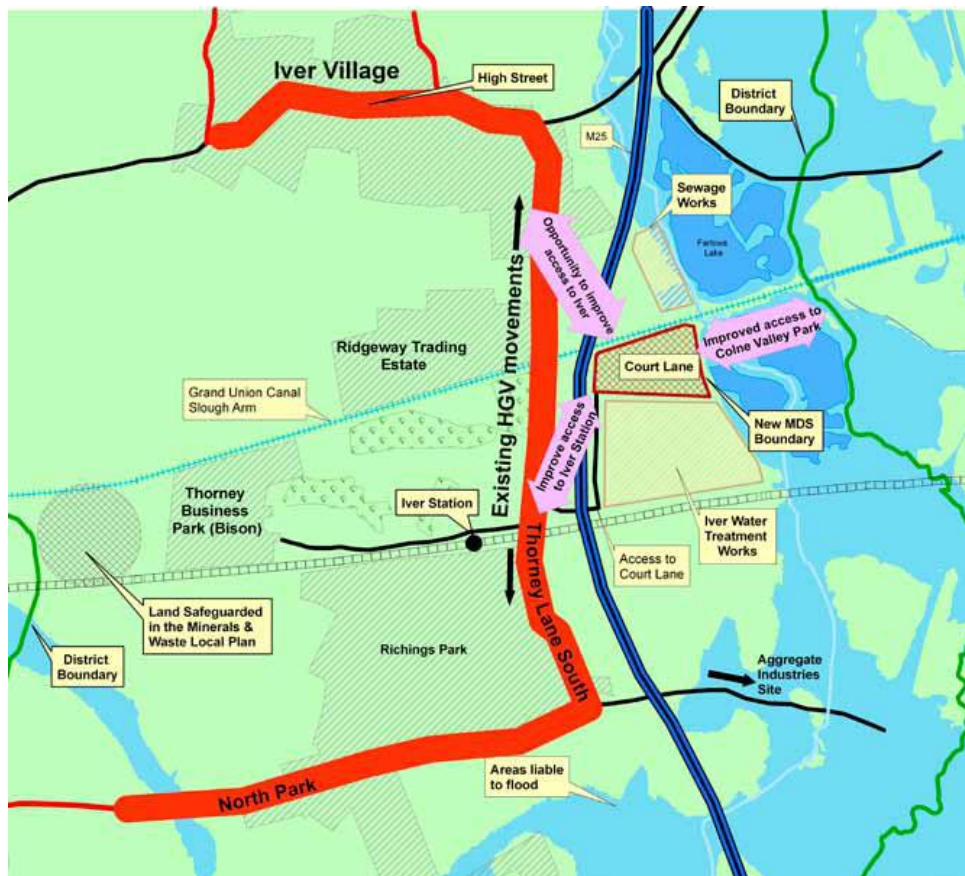 Iver Village
High Street
District
Boundary
M25
Sewage
Works
Farlows
Lake
Opportunity to improve
access to Iver
Existing HGV movements
Improved access to
Colne Valley Park
Ridgeway Trading
Estate
Court Lane
Grand Union Canal
Slough Arm
New MDS
Boundary
Improve access
to Iver Station
Thorney
Business
Park (Bison)
Iver Station
Iver Water
Treatment
Works
Thorney Lane South
Access to
Court Lane
Land Safeguarded
in the Minerals &
Waste Local Plan
District
Boundary
Richings Park
Aggregate
Industries
Site
Areas liable
to flood
North Park